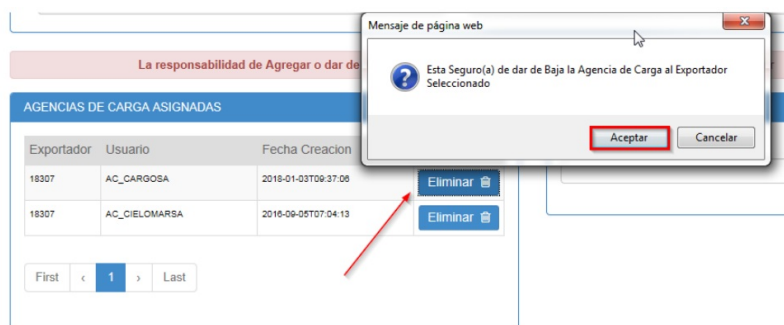 Mensaje de página web
x
La responsabilidad de Agregar o dar de
Esta Seguro(a) de dar de Baja la Agencia de Carga al Exportador
Seleccionado
Aceptar Cancelar
AGENCIAS DE CARGA ASIGNADAS
Exportador Usuario Fecha Creacion
18307 AC_CARGOSA 2018-01-03T09:37:06 Eliminar
18307 AC_CIELOMARSA 2016-09-05T07:04:13 Eliminar
First ‹ 1 › Last